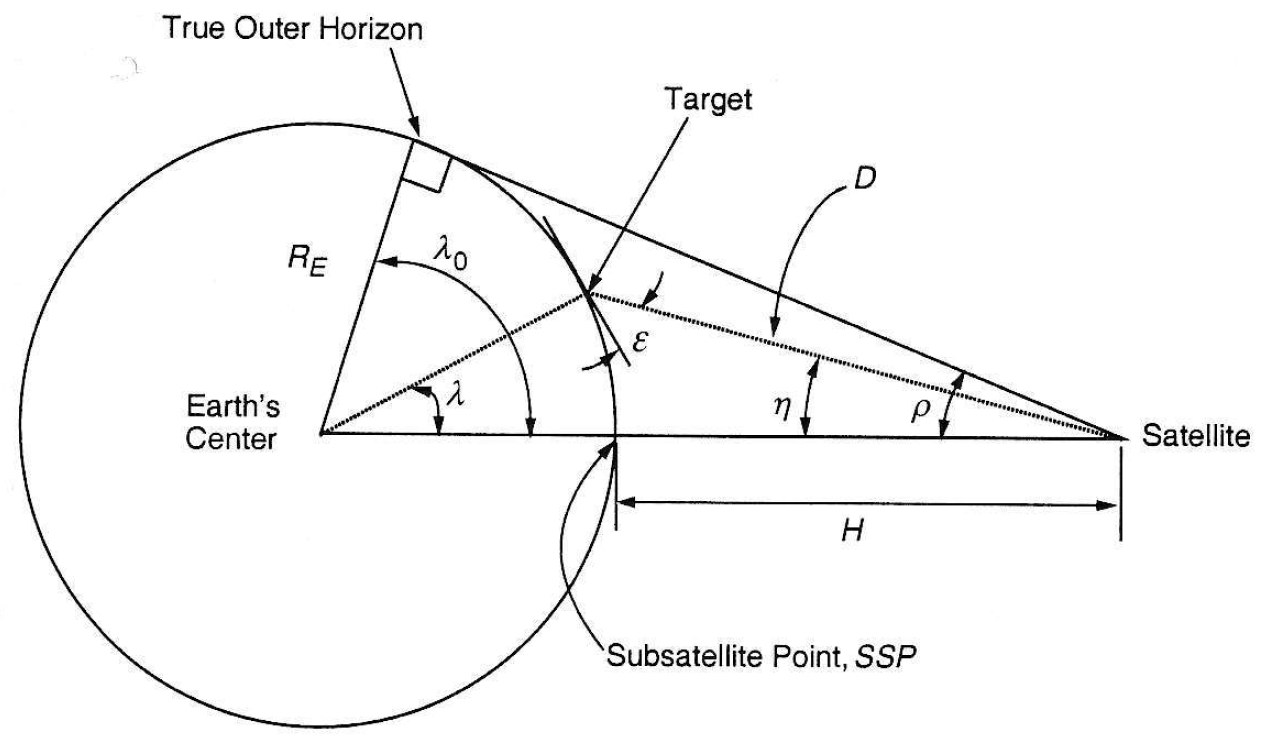 True Outer Horizon
Target
D
R_E
λ_0
ε
Earth's
Center
λ
η
ρ
Satellite
H
Subsatellite Point, SSP